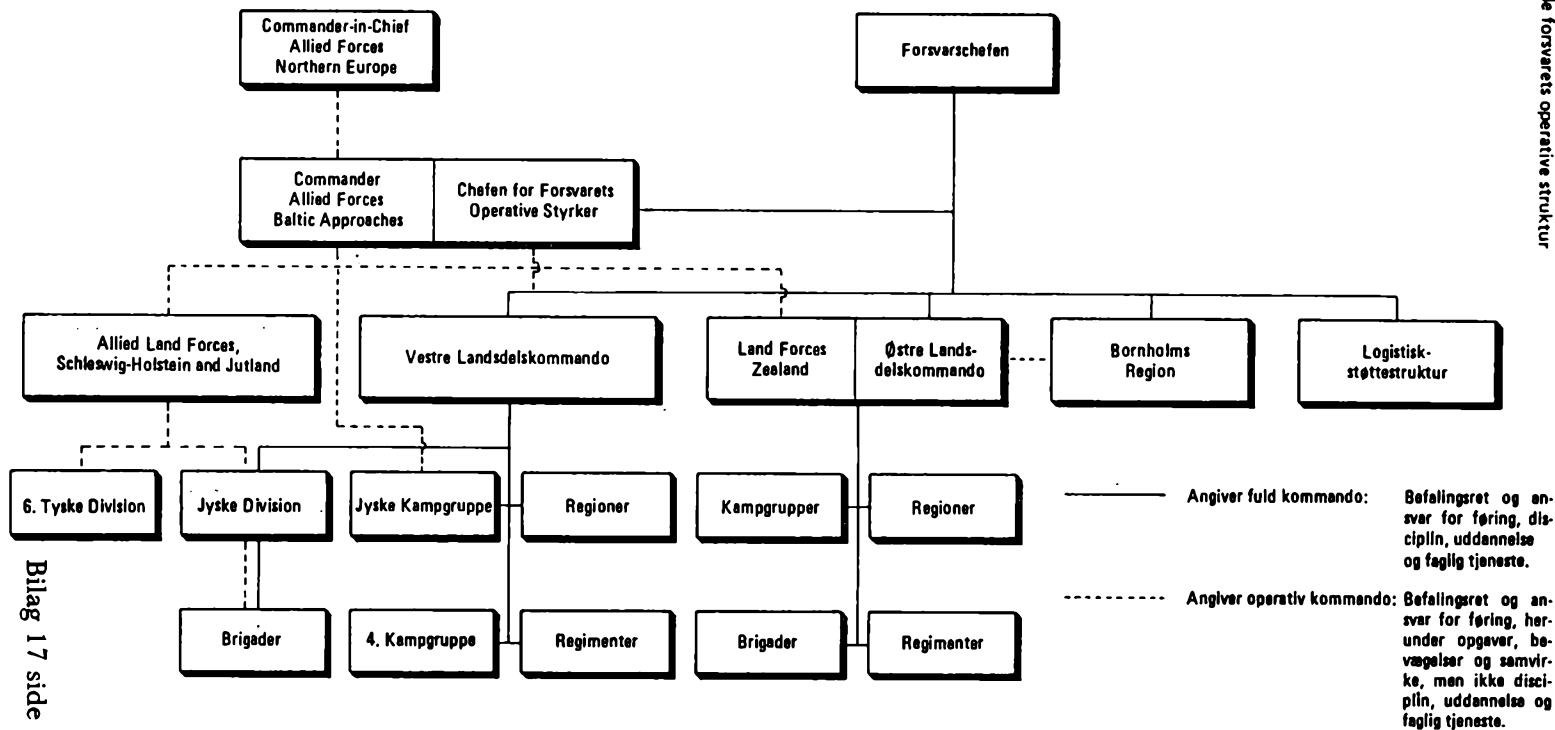 Commander-in-Chief
Allied Forces
Northern Europe
Forsvarschefen
forsvarets operative struktur
Commander
Allied Forces
Baltic Approaches
Chefen for Forsvarets
Operative Styrker
Allied Land Forces,
Schleswig-Holstein and Jutland
Vestre Landsdelskommando
Land Forces
Zealand
Østre Lands-
delskommando
Bornholms
Region
Logistisk-
støttestruktur
6. Tyske Division
Jyske Division
Jyske Kampgruppe
Regioner
Kampgrupper
Regioner
Brigader
4. Kampgruppe
Regimenter
Brigader
Regimenter
Angiver fuld kommando:
Befalingsret og an-
svar for føring, dis-
ciplin, uddannelse
og faglig tjeneste.
Angiver operativ kommando:
Befalingsret og an-
svar for føring, her-
under opgaver, be-
vægelser og samvir-
ke, men ikke disci-
plin, uddannelse og
faglig tjeneste.
Bilag 17 side